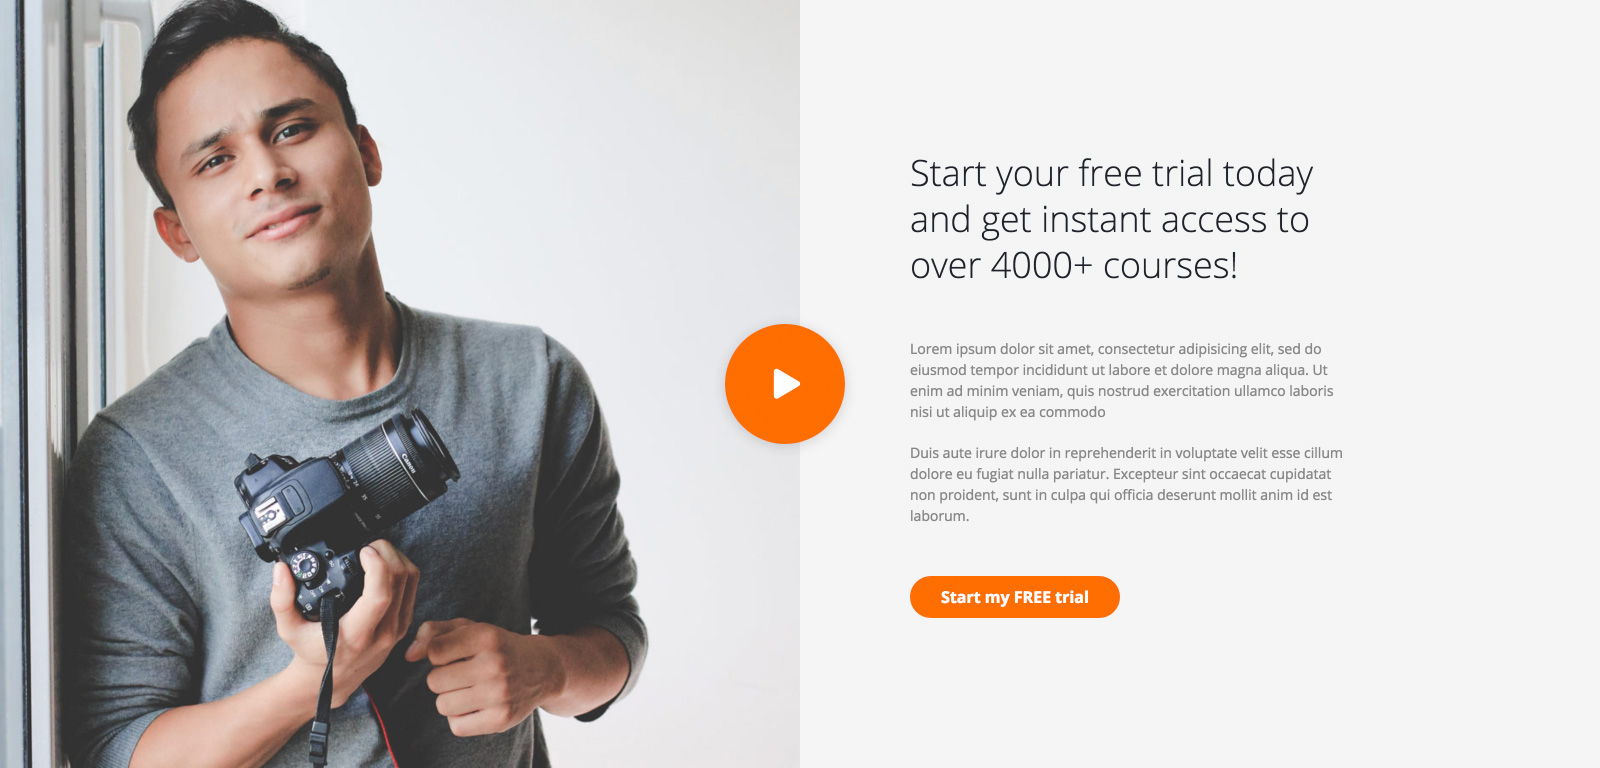 Start your free trial today
and get instant access to
over 4000+ courses!
Lorem ipsum dolor sit amet, consectetur adipisicing elit, sed do
eiusmod tempor incididunt ut labore et dolore magna aliqua. Ut
enim ad minim veniam, quis nostrud exercitation ullamco laboris
nisi ut aliquip ex ea commodo
Duis aute irure dolor in reprehenderit in voluptate velit esse cillum
dolore eu fugiat nulla pariatur. Excepteur sint occaecat cupidatat
non proident, sunt in culpa qui officia deserunt mollit anim id est
laborum.
Start my FREE trial
Canon